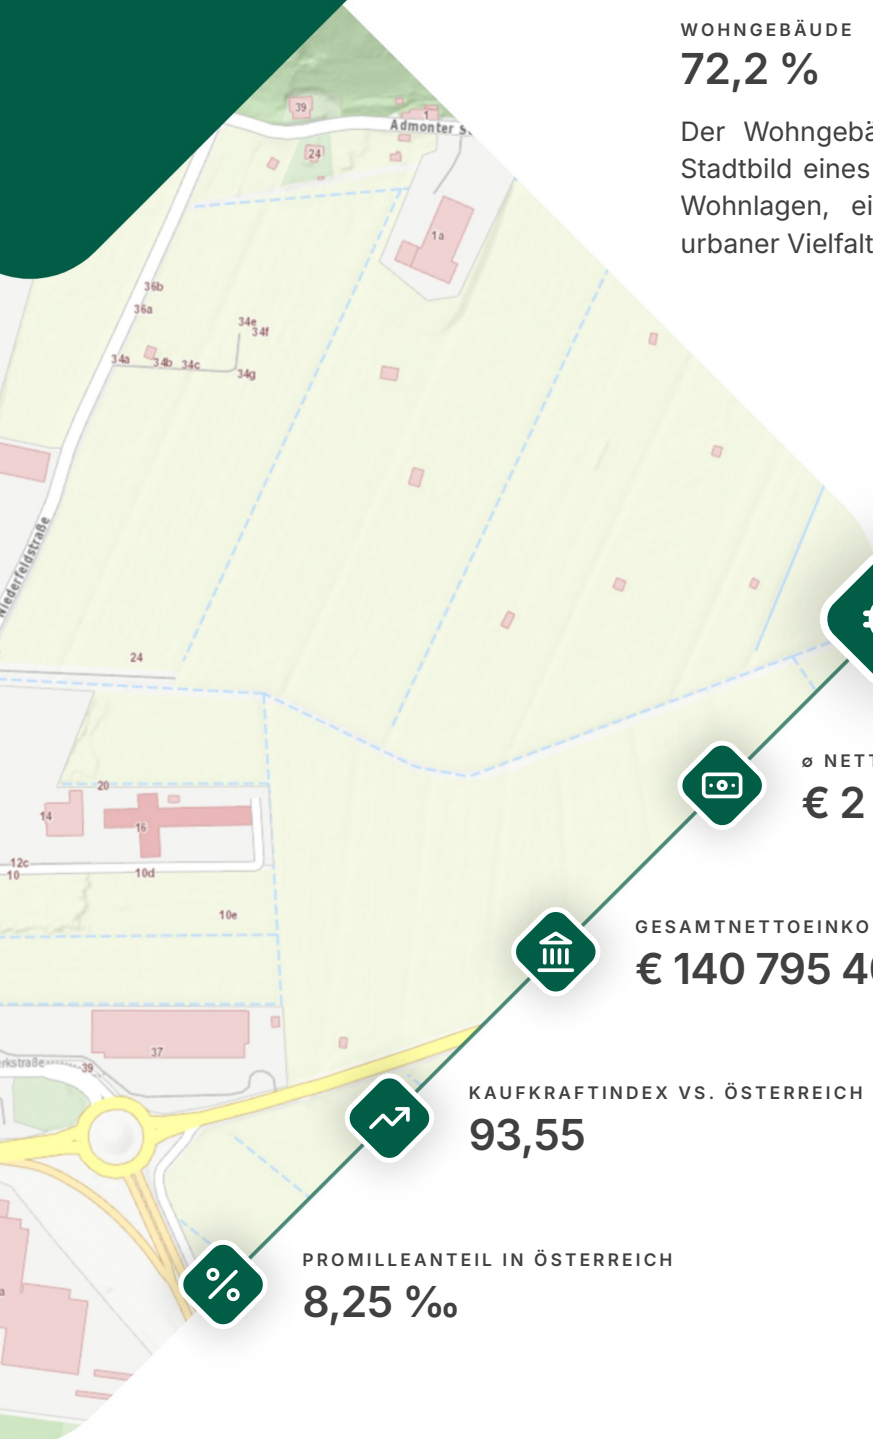 WOHNGEBÄUDE
72,2 %
Der Wohngebä
Stadtbild eines
Wohnlagen, ei
urbaner Vielfalt
39
1
Admonter S
24
1a
36b
36a
34e
34f
34a
34b
34c
34g
Niederfeldstraße
24
20
14
16
12c
10
10d
10e
37
rkstraße
39
ø NETT
€ 2
GESAMTNETTOEINKO
€ 140 795 4
KAUFKRAFTINDEX VS. ÖSTERREICH
93,55
PROMILLEANTEIL IN ÖSTERREICH
8,25 ‰